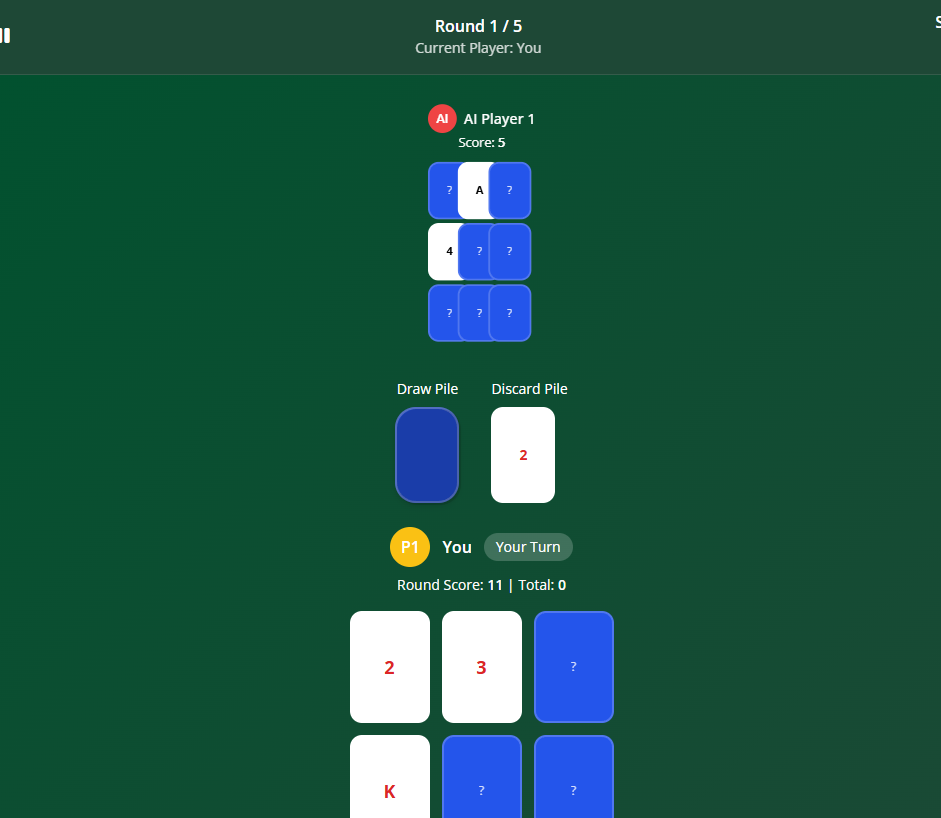 Round 1 / 5
Current Player: You
S
AI AI Player 1
Score: 5
? A ?
4 ? ?
? ? ?
Draw Pile Discard Pile
2
P1 You Your Turn
Round Score: 11 | Total: 0
2 3 ?
K ? ?